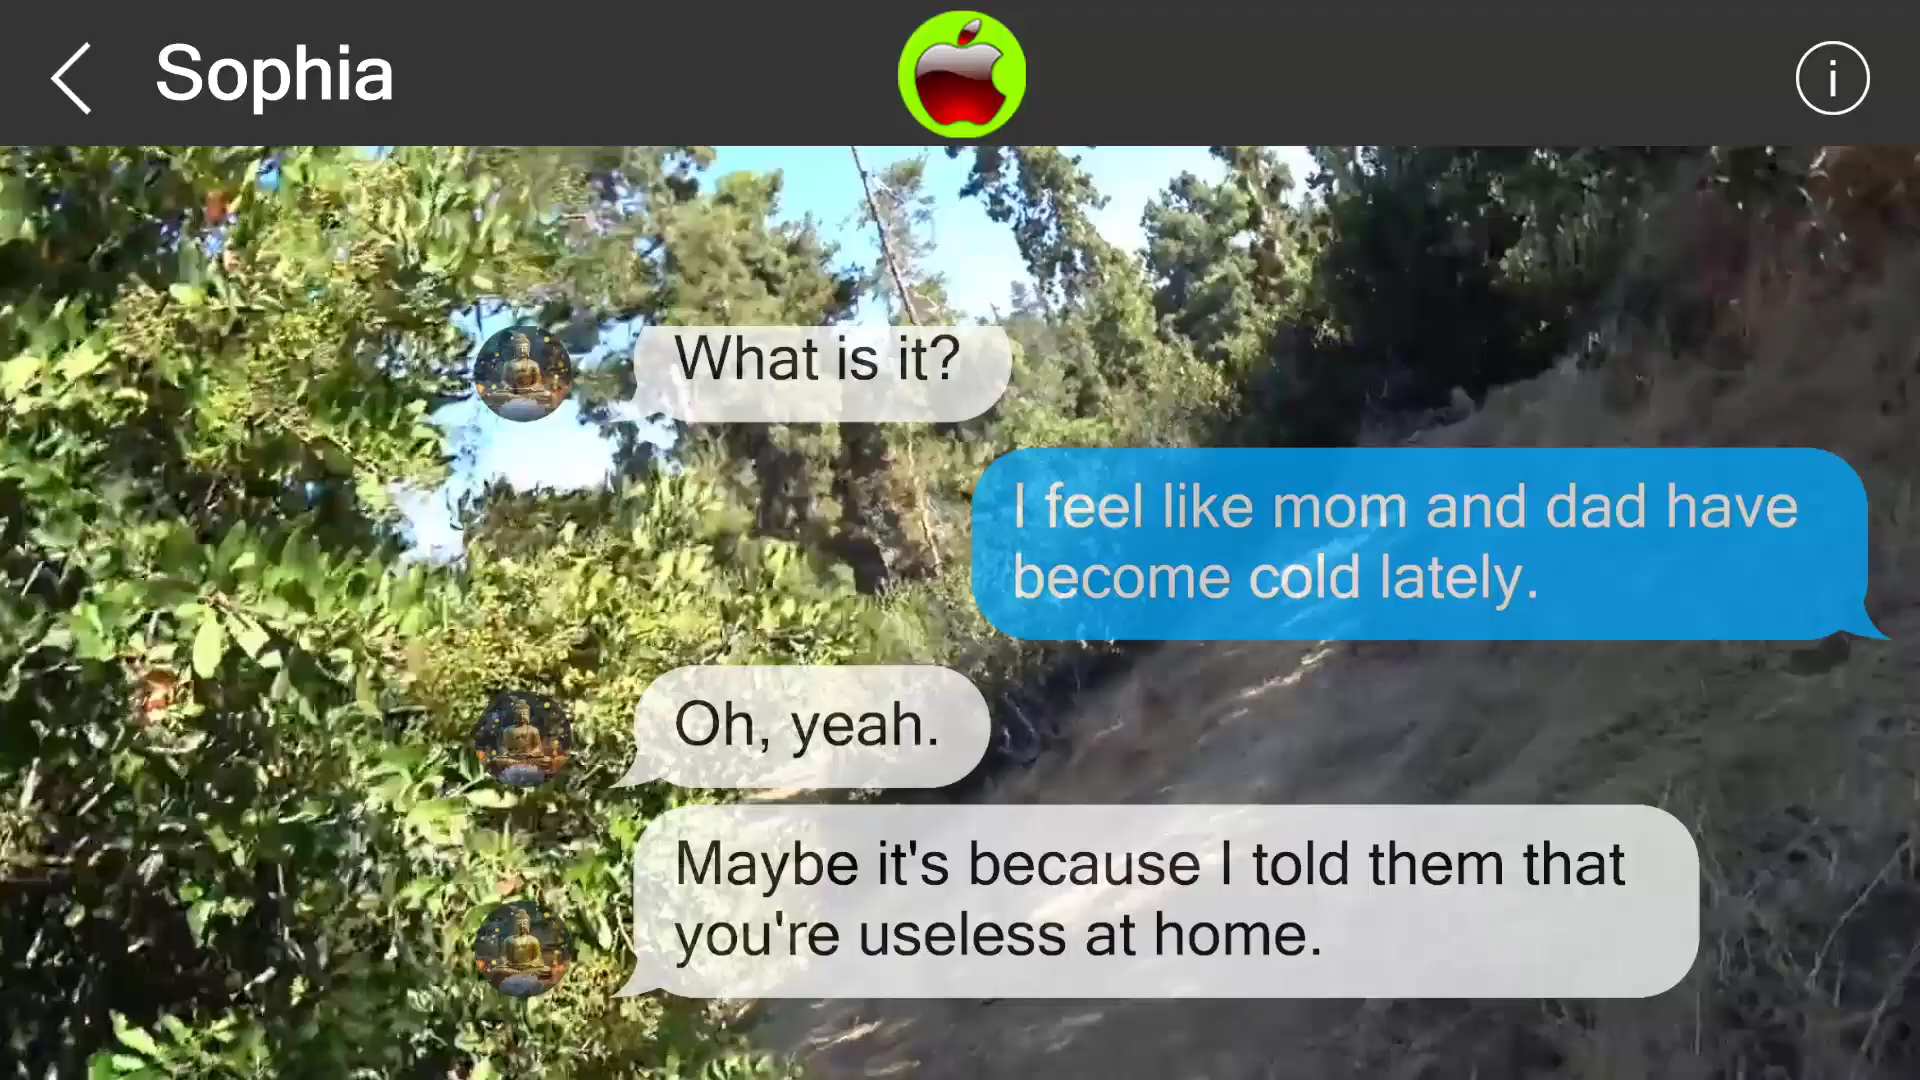 Sophia
i
What is it?
I feel like mom and dad have
become cold lately.
Oh, yeah.
Maybe it's because I told them that
you're useless at home.